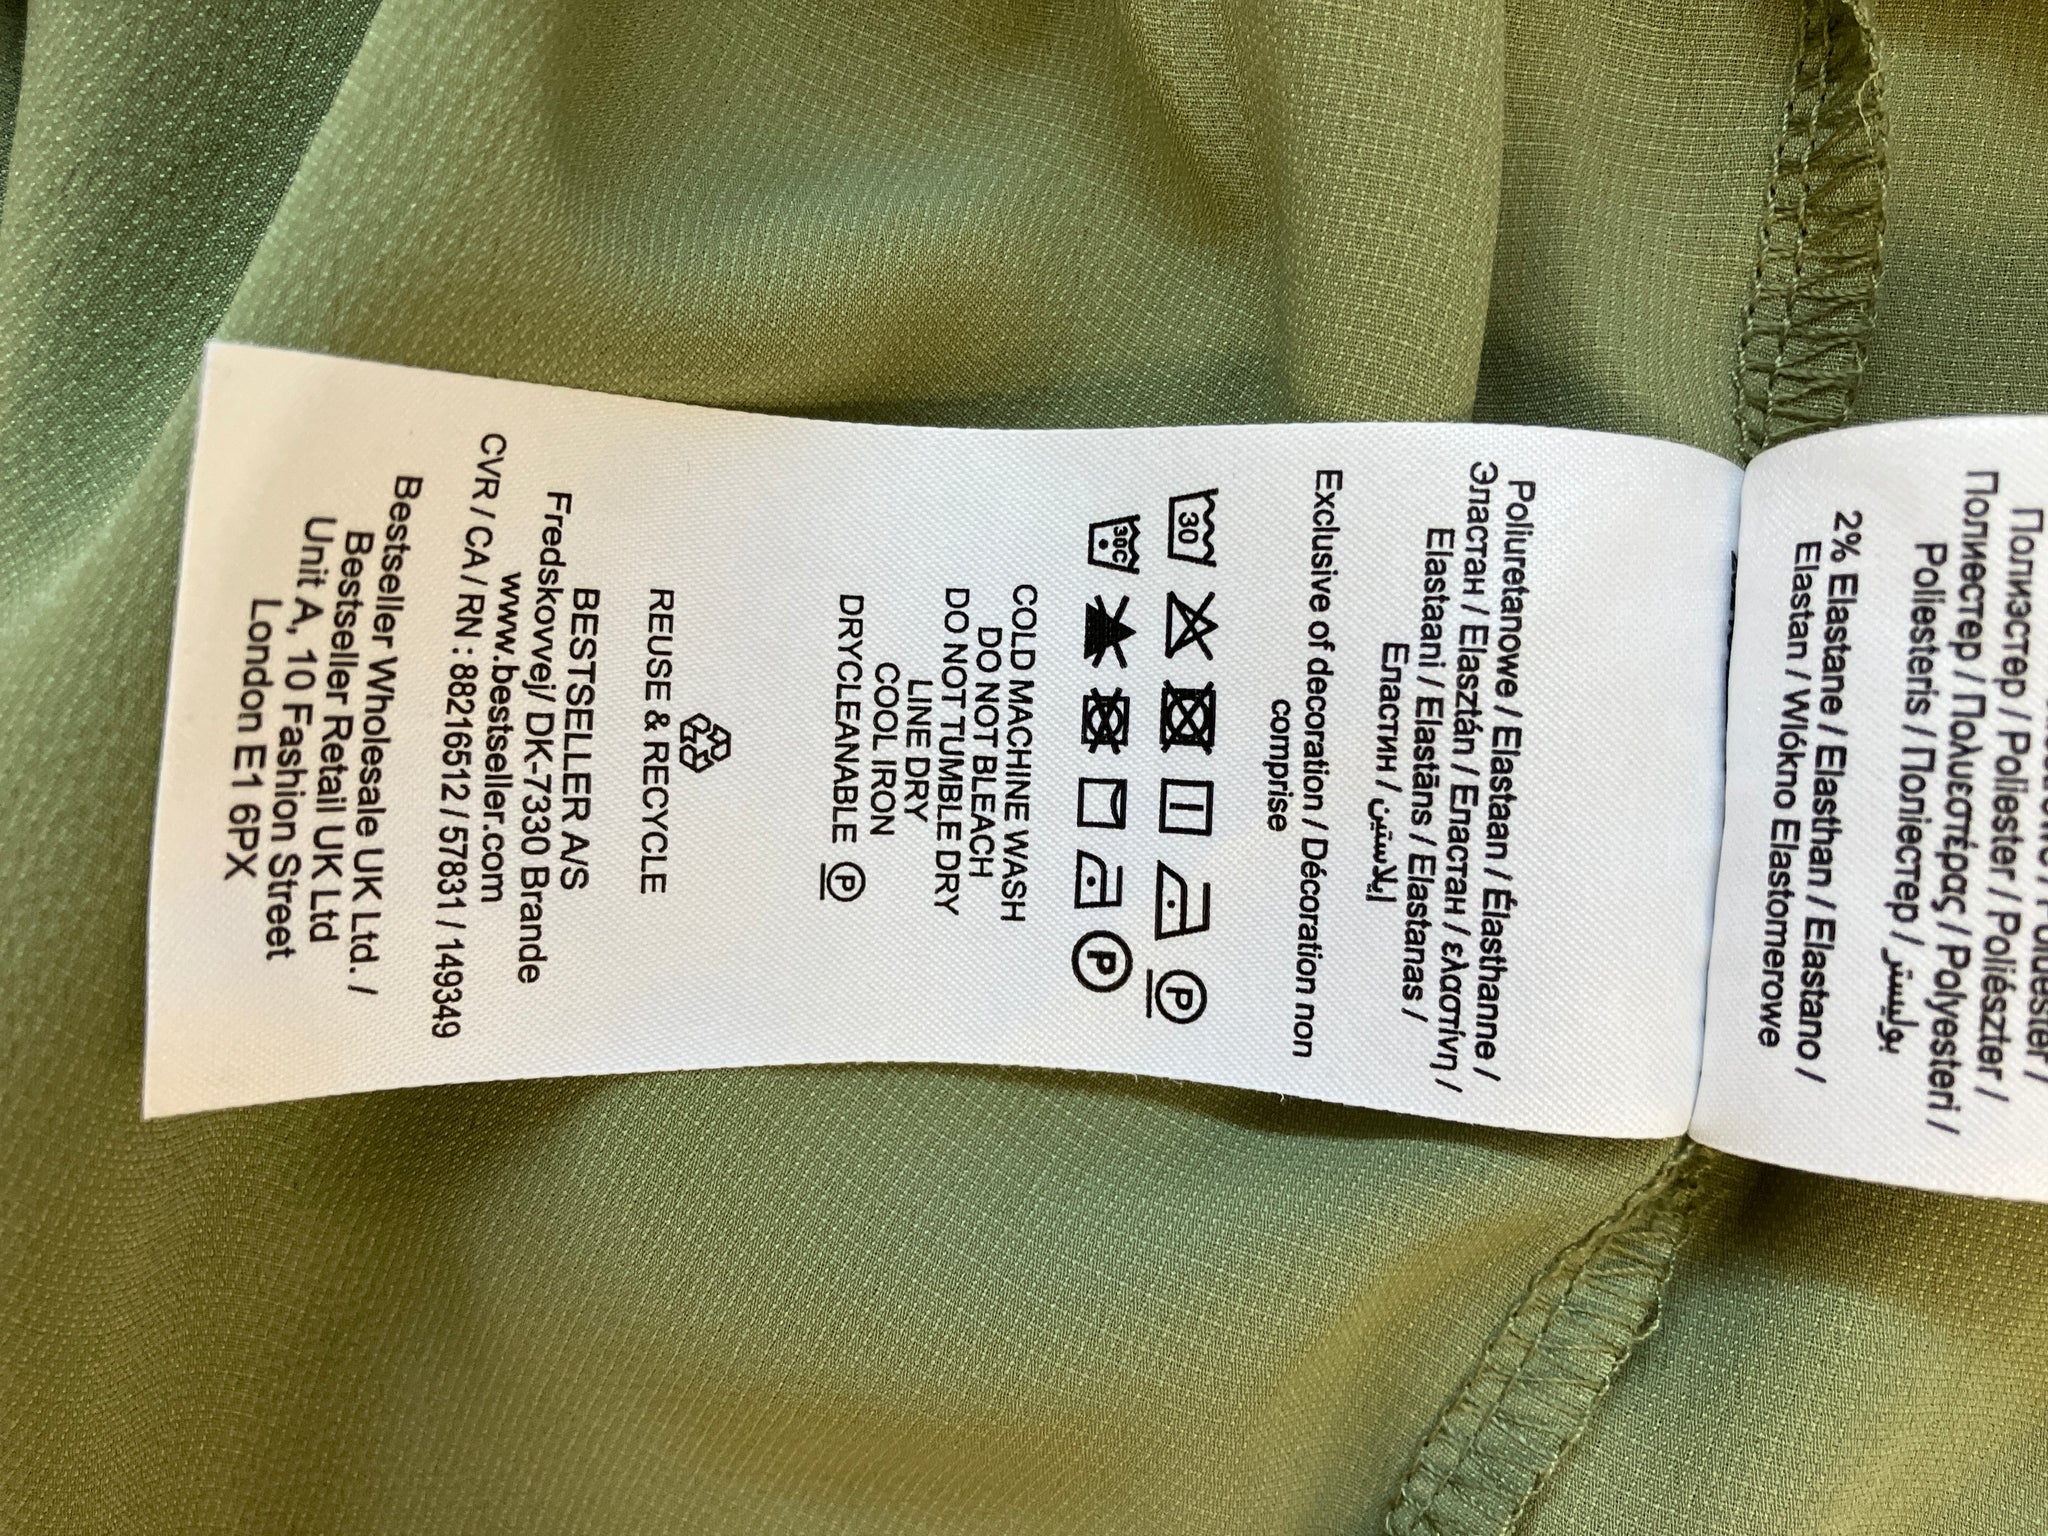 Полиэстер / Poliester / Poliészter /
Полиестер / Πολυεστέρας / Polyesteri /
Poliesteris / Поліестер / بوليستر
2% Elastane / Elasthan / Elastano /
Elastan / Włókno Elastomerowe
Poliuretanowe / Elastaan / Élasthanne /
Эластан / Elasztán / Еластан / ελαστίνη /
Elastaani / Elastāns / Elastanas /
Еластин / إيلاستين
Exclusive of decoration / Décoration non
comprise
30 P
30C P
COLD MACHINE WASH
DO NOT BLEACH
DO NOT TUMBLE DRY
LINE DRY
COOL IRON
DRYCLEANABLE P
REUSE & RECYCLE
BESTSELLER A/S
Fredskovvej/ DK-7330 Brande
www.bestseller.com
CVR / CA / RN : 88216512 / 57831 / 149349
Bestseller Wholesale UK Ltd. /
Bestseller Retail UK Ltd
Unit A, 10 Fashion Street
London E1 6PX